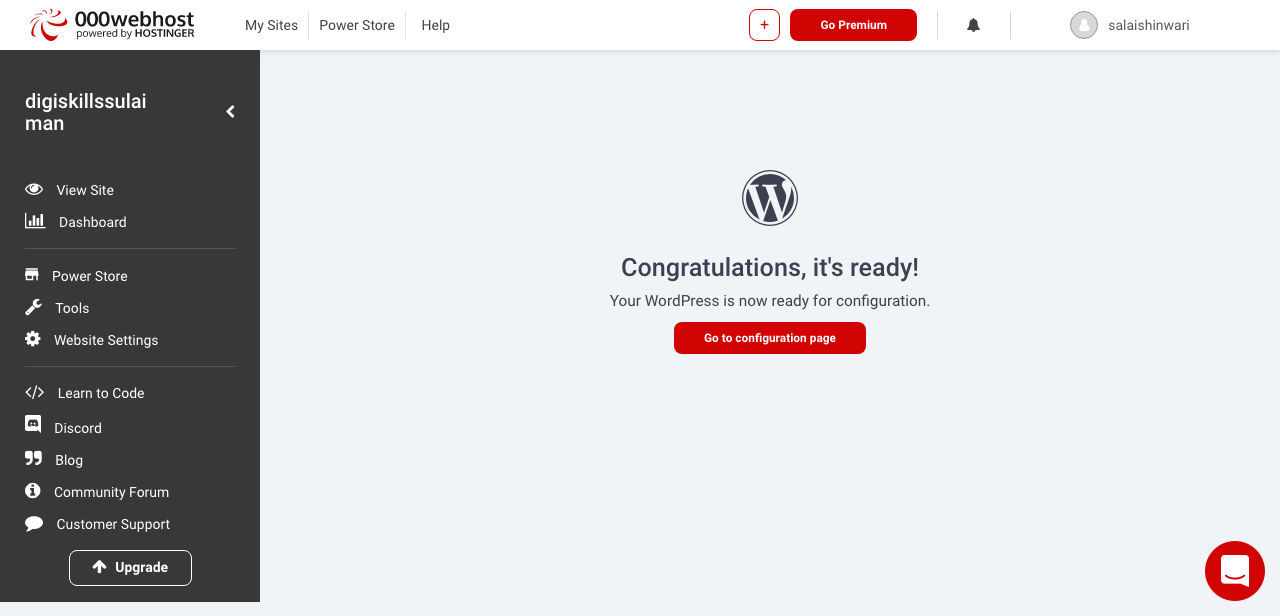 000webhost
powered by HOSTINGER
My Sites
Power Store
Help
+
Go Premium
salaishinwari
digiskillssulai
man
View Site
Dashboard
Power Store
Tools
Website Settings
Learn to Code
Discord
Blog
Community Forum
Customer Support
Upgrade
Congratulations, it's ready!
Your WordPress is now ready for configuration.
Go to configuration page